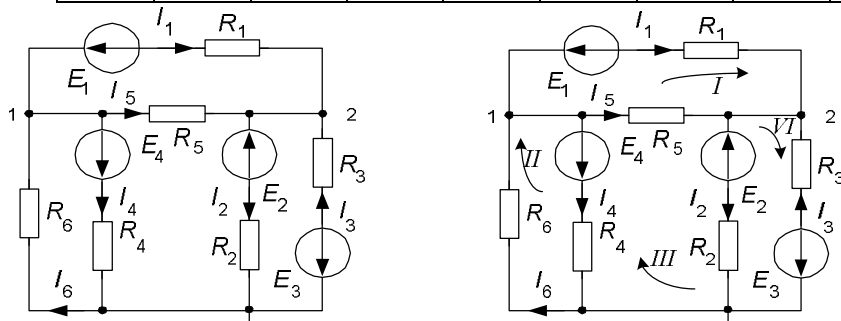 I1 R1
E1
1 I5 2
R5
E4 R3
I4 I2 E2 I3
R6 R4 R2
E3
I6
I1 R1
E1 I
1 I5 2
R5 VI
II E4 R3
I4 I2 E2 I3
R6 R4 R2
III E3
I6